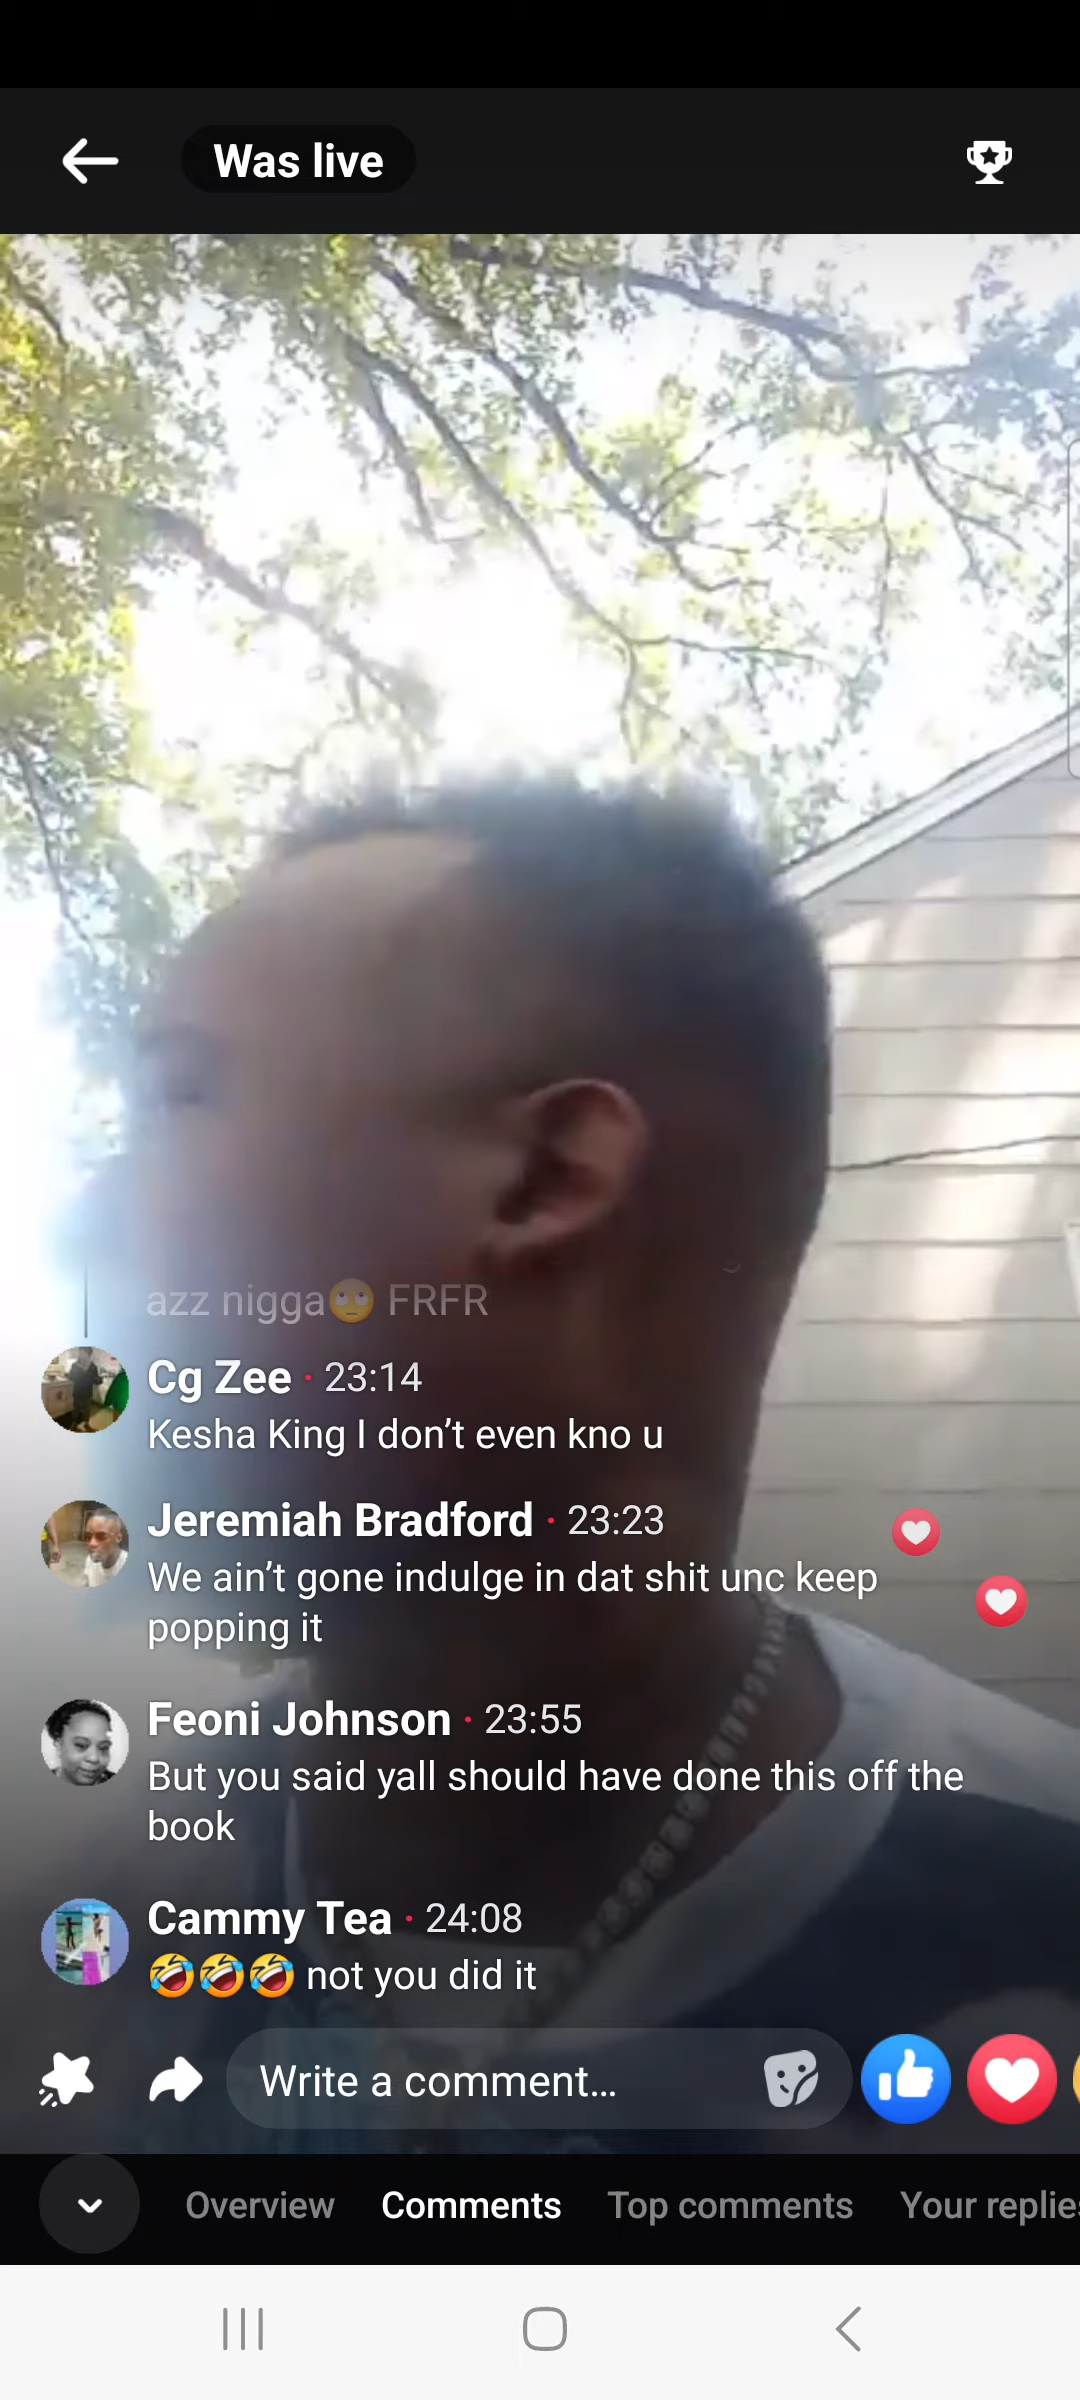 Was live
azz nigga🙄 FRFR
Cg Zee · 23:14
Kesha King I don’t even kno u
Jeremiah Bradford · 23:23
We ain’t gone indulge in dat shit unc keep
popping it
Feoni Johnson · 23:55
But you said yall should have done this off the
book
Cammy Tea · 24:08
🤣🤣🤣 not you did it
Write a comment...
Overview Comments Top comments Your replies